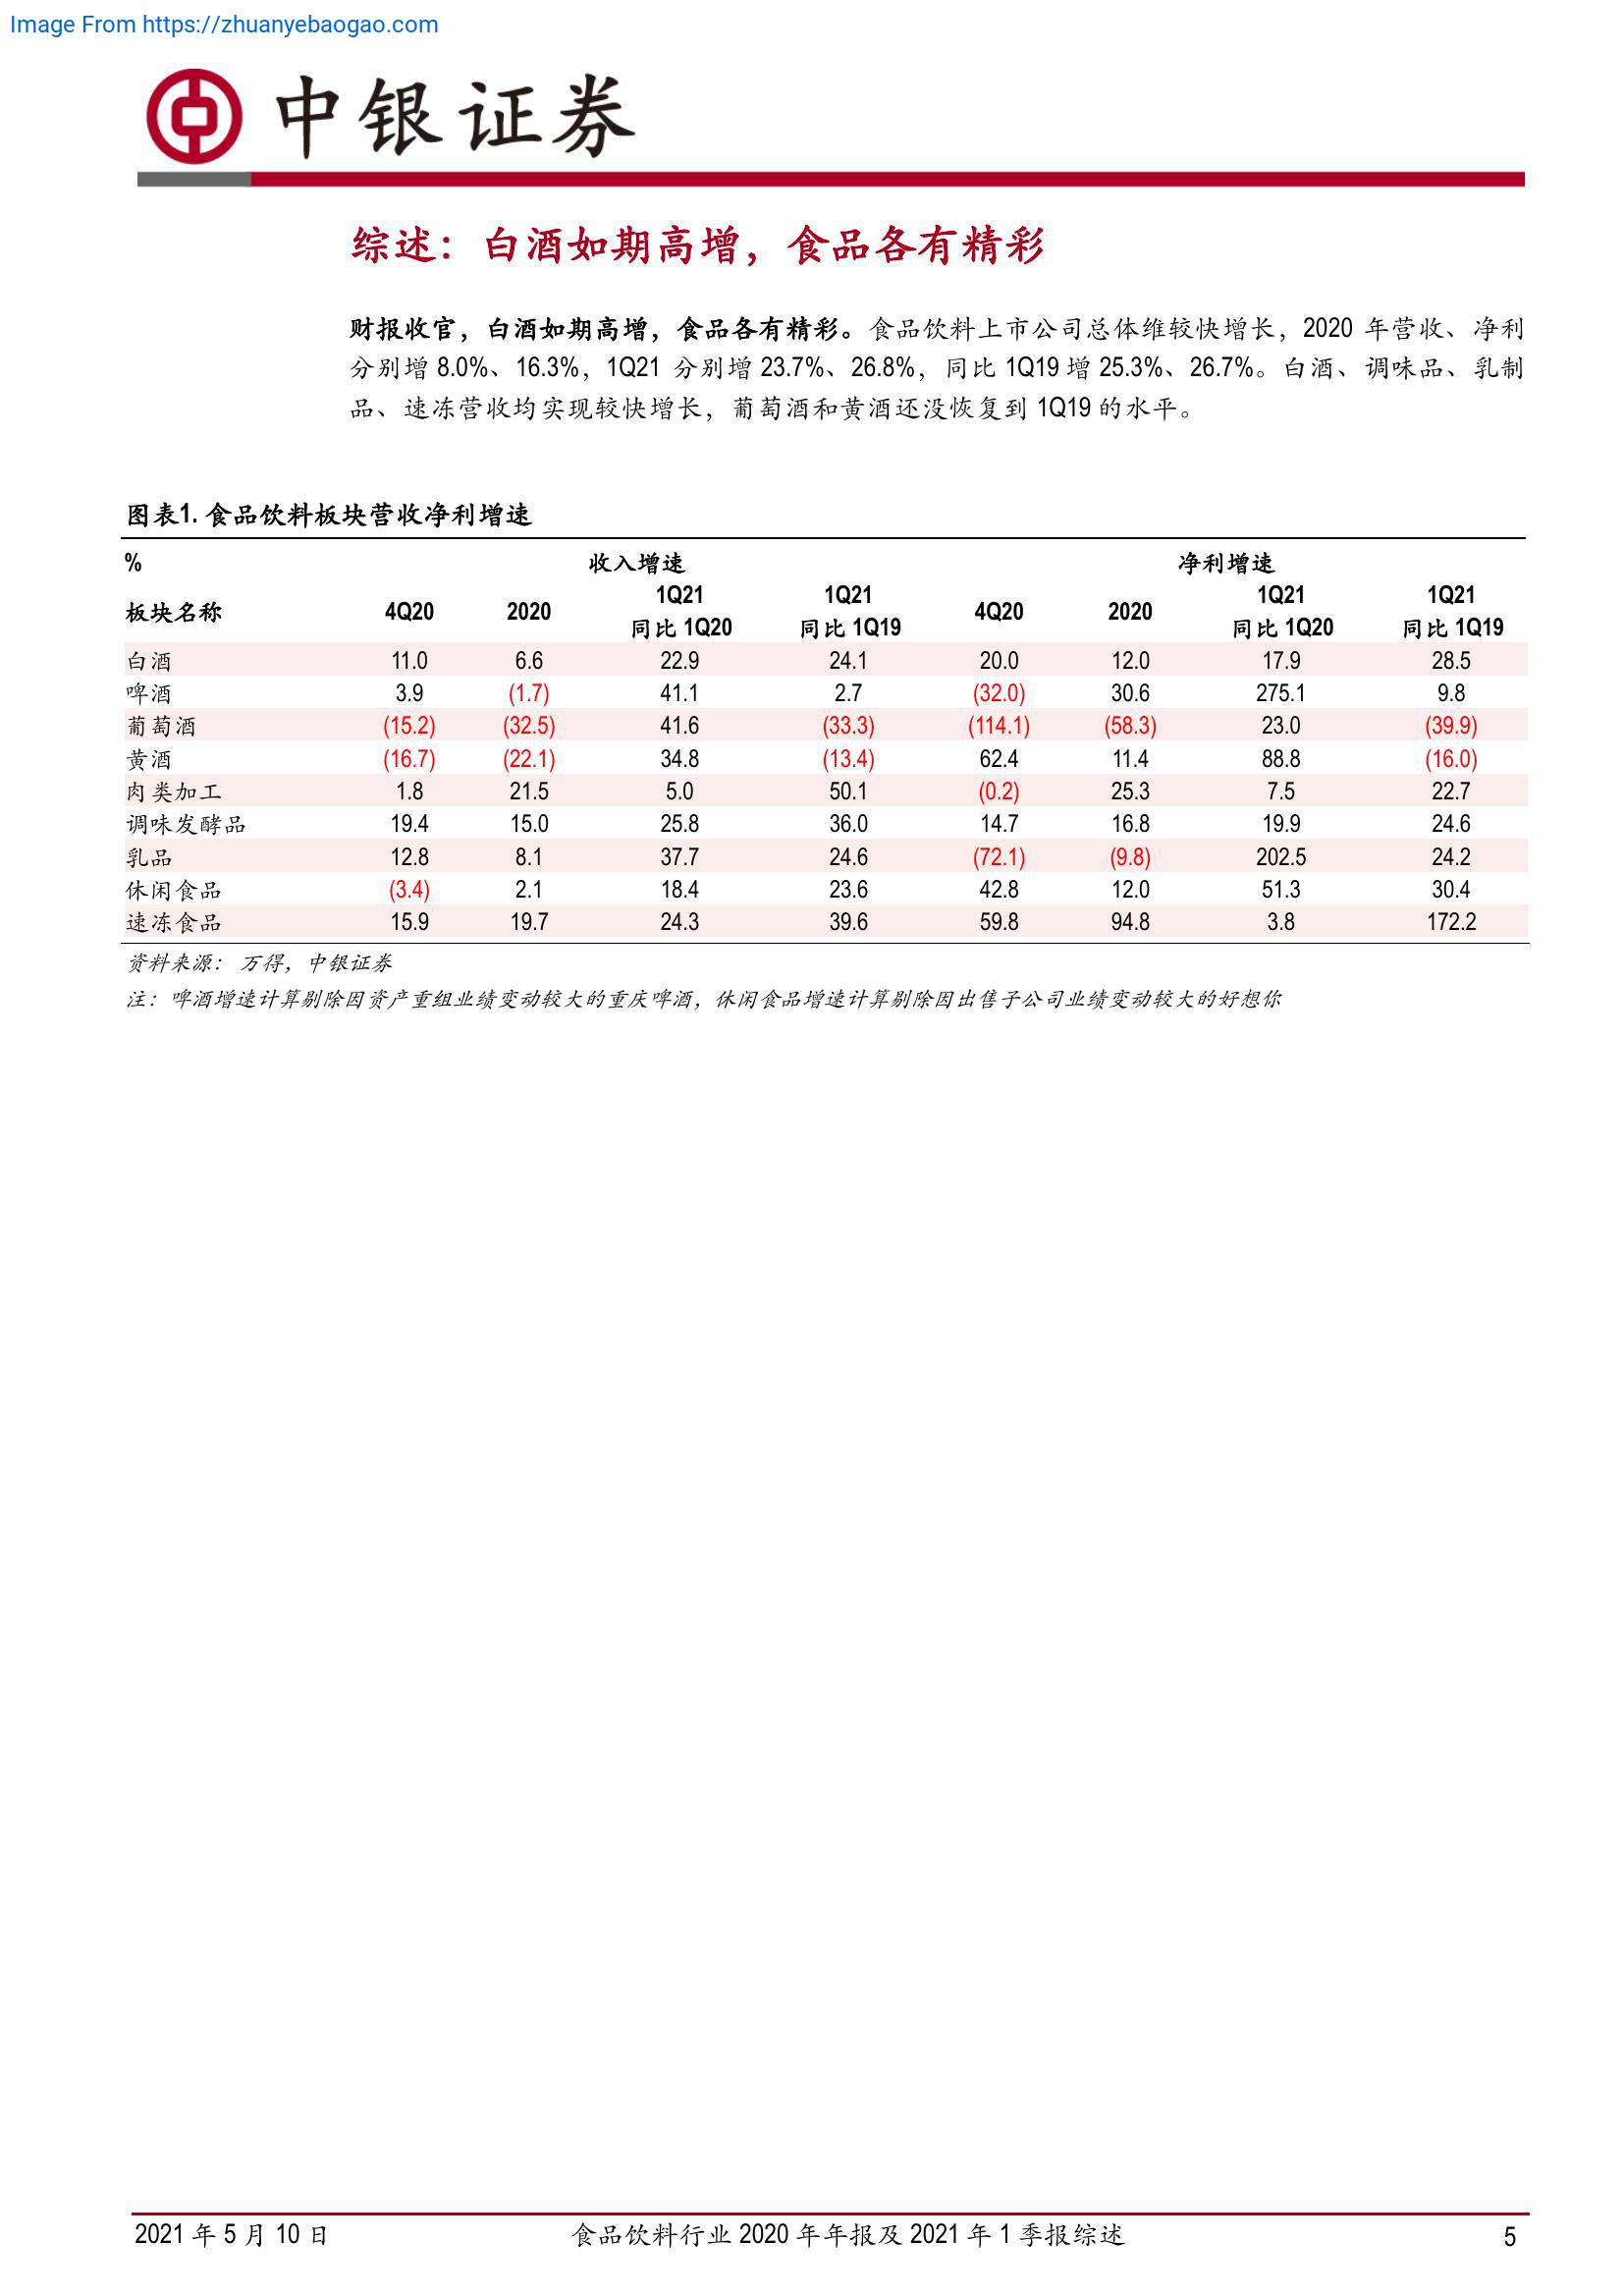 Image From https://zhuanyebaogao.com
中银证券
综述：白酒如期高增，食品各有精彩
财报收官，白酒如期高增，食品各有精彩。食品饮料上市公司总体维较快增长，2020 年营收、净利
分别增 8.0%、16.3%，1Q21 分别增 23.7%、26.8%，同比 1Q19 增 25.3%、26.7%。白酒、调味品、乳制
品、速冻营收均实现较快增长，葡萄酒和黄酒还没恢复到 1Q19 的水平。
图表1. 食品饮料板块营收净利增速
% 收入增速 净利增速
板块名称 4Q20 2020 1Q21 同比 1Q20 1Q21 同比 1Q19 4Q20 2020 1Q21 同比 1Q20 1Q21 同比 1Q19
白酒 11.0 6.6 22.9 24.1 20.0 12.0 17.9 28.5
啤酒 3.9 (1.7) 41.1 2.7 (32.0) 30.6 275.1 9.8
葡萄酒 (15.2) (32.5) 41.6 (33.3) (114.1) (58.3) 23.0 (39.9)
黄酒 (16.7) (22.1) 34.8 (13.4) 62.4 11.4 88.8 (16.0)
肉类加工 1.8 21.5 5.0 50.1 (0.2) 25.3 7.5 22.7
调味发酵品 19.4 15.0 25.8 36.0 14.7 16.8 19.9 24.6
乳品 12.8 8.1 37.7 24.6 (72.1) (9.8) 202.5 24.2
休闲食品 (3.4) 2.1 18.4 23.6 42.8 12.0 51.3 30.4
速冻食品 15.9 19.7 24.3 39.6 59.8 94.8 3.8 172.2
资料来源：万得，中银证券
注：啤酒增速计算剔除因资产重组业绩变动较大的重庆啤酒，休闲食品增速计算剔除因出售子公司业绩变动较大的好想你
2021 年 5 月 10 日 食品饮料行业 2020 年年报及 2021 年 1 季报综述 5